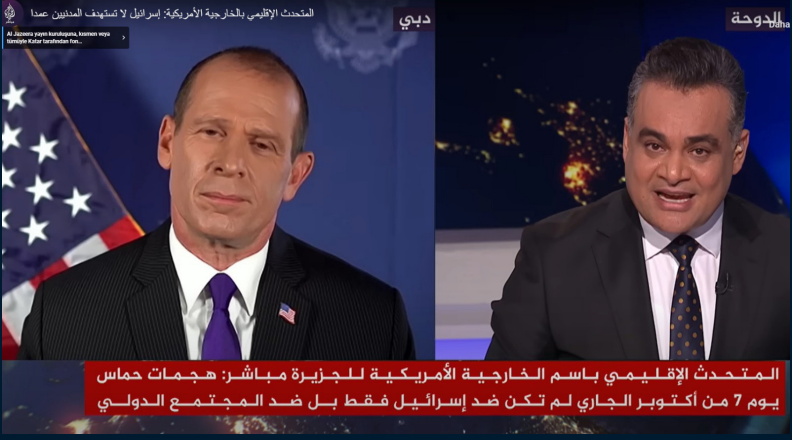 المتحدث الإقليمي بالخارجية الأمريكية: إسرائيل لا تستهدف المدنيين عمدا
Al Jazeera yayın kuruluşuna, kısmen veya
tümüyle Katar tarafından fon...
دبي
الدوحة
Daha
المتحدث الإقليمي باسم الخارجية الأمريكية للجزيرة مباشر: هجمات حماس
يوم 7 من أكتوبر الجاري لم تكن ضد إسرائيل فقط بل ضد المجتمع الدولي